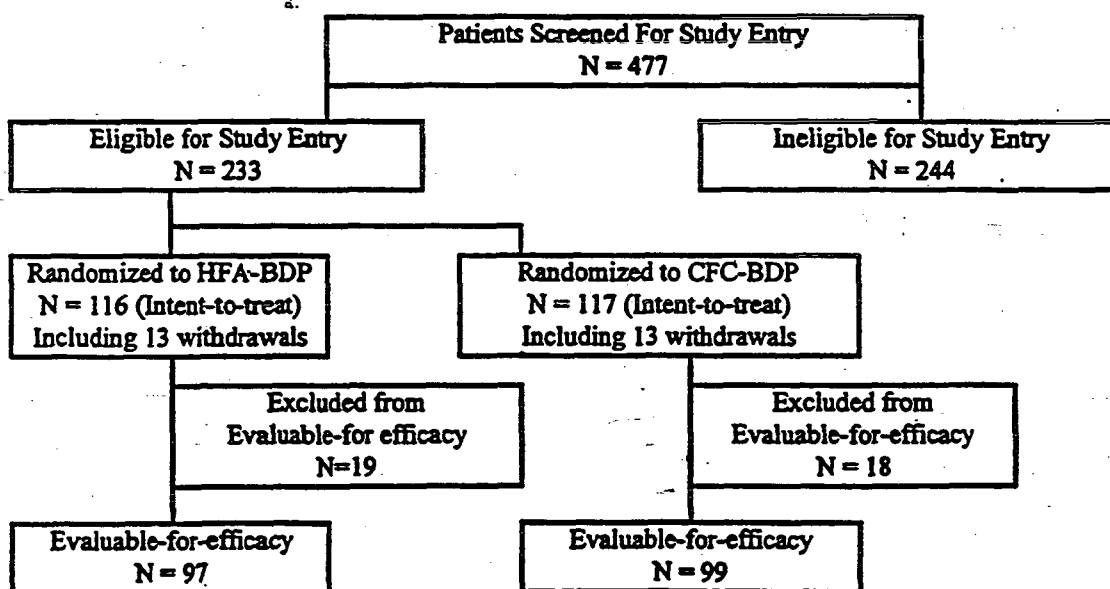 a.
Patients Screened For Study Entry
N = 477
Eligible for Study Entry
N = 233
Ineligible for Study Entry
N = 244
Randomized to HFA-BDP
N = 116 (Intent-to-treat)
Including 13 withdrawals
Randomized to CFC-BDP
N = 117 (Intent-to-treat)
Including 13 withdrawals
Excluded from
Evaluable-for efficacy
N=19
Excluded from
Evaluable-for-efficacy
N = 18
Evaluable-for-efficacy
N = 97
Evaluable-for-efficacy
N = 99